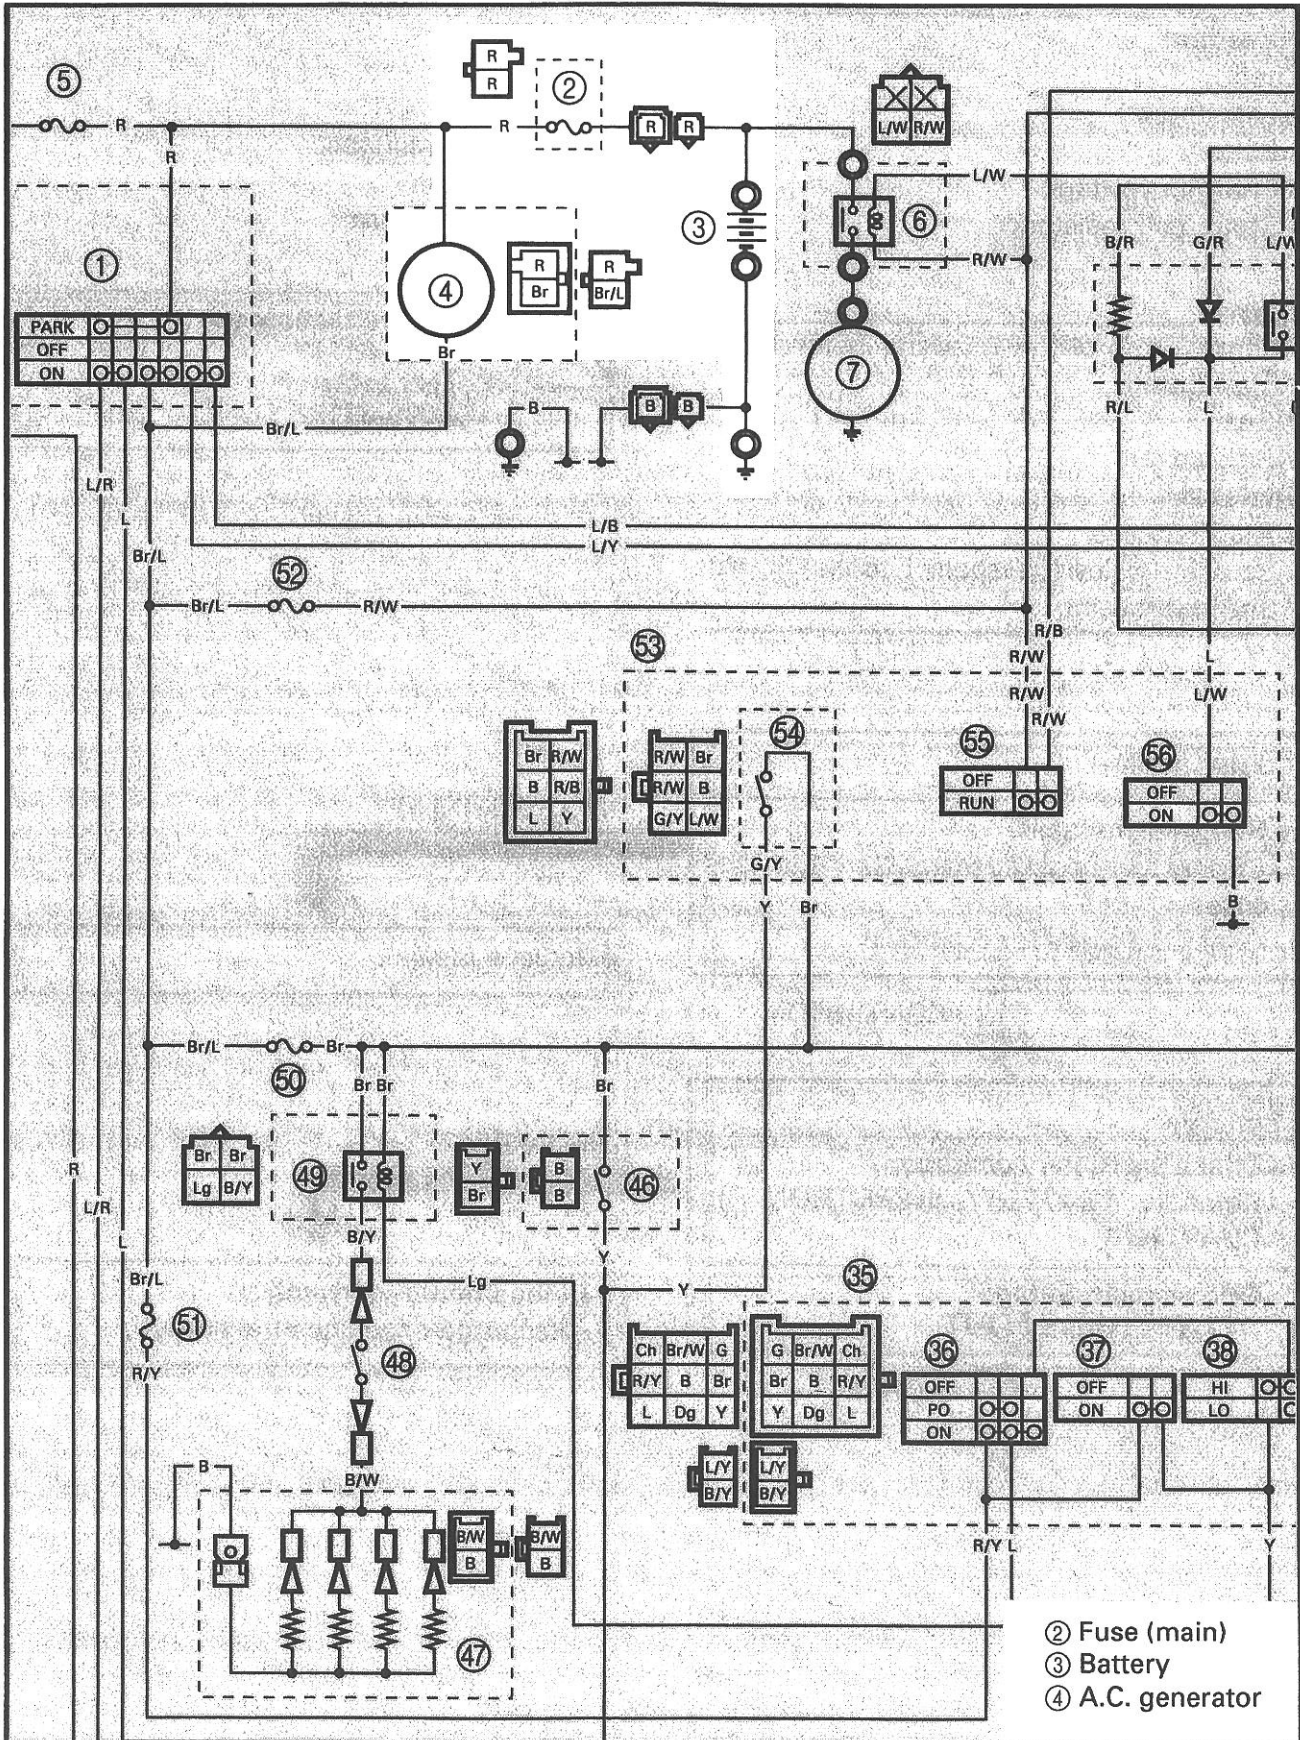 R
R
②
⑤
R
R
R
R
L/W R/W
R
L/W
③
⑥
B/R G/R L/W
①
④
R
Br
R
Br/L
R/W
PARK
OFF
ON
Br
⑦
B
B
B
R/L L
Br/L
L/R
L
L/B
L/Y
Br/L
52
Br/L R/W
R/B
53
R/W
L
R/W
L/W
R/W
54
55
56
Br R/W
B R/B
L Y
R/W Br
R/W B
G/Y L/W
OFF
RUN
OFF
ON
G/Y
Y Br
B
Br/L Br
50
Br Br
Br
Br Br
Lg B/Y
49
Y
Br
B
B
46
R
L/R
L
B/Y
Y
Br/L
Lg
Y
35
51
48
Ch Br/W G
R/Y B Br
L Dg Y
G Br/W Ch
Br B R/Y
Y Dg L
36
37
38
R/Y
OFF
PO
ON
OFF
ON
HI
LO
L/Y
B/Y
L/Y
B/Y
B
B/W
B/W
B
B/W
B
R/Y L
Y
47
② Fuse (main)
③ Battery
④ A.C. generator